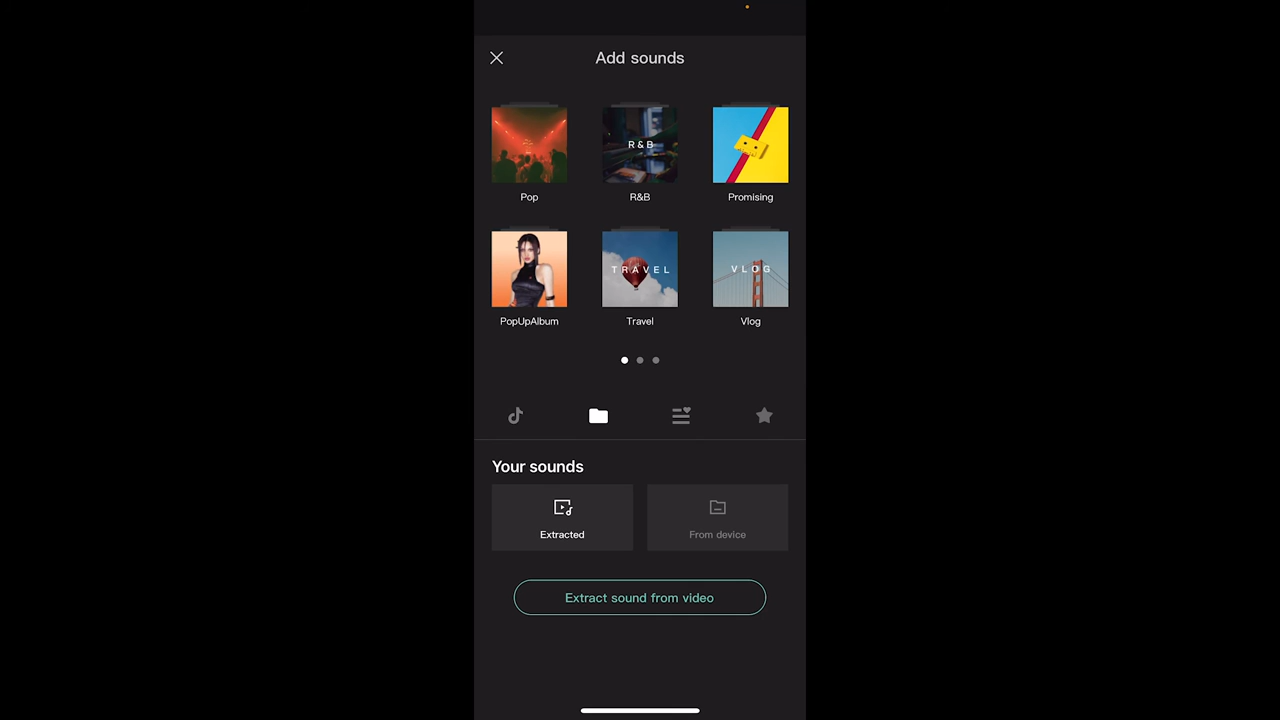 Add sounds
R&B
Pop
R&B
Promising
TRAVEL
VLOG
PopUpAlbum
Travel
Vlog
Your sounds
Extracted
From device
Extract sound from video